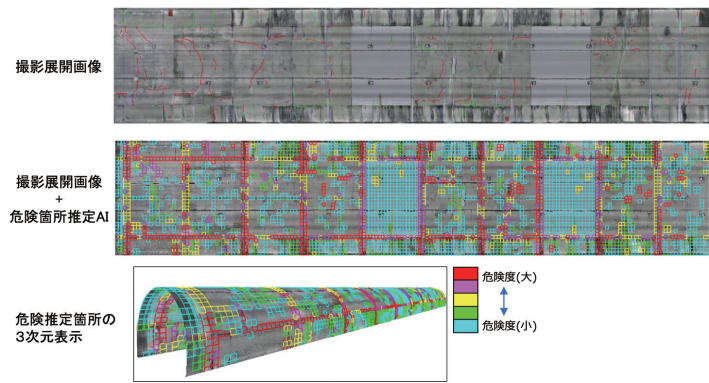 撮影展開画像
撮影展開画像
+
危険箇所推定AI
危険推定箇所の
3次元表示
危険度(大)
危険度(小)